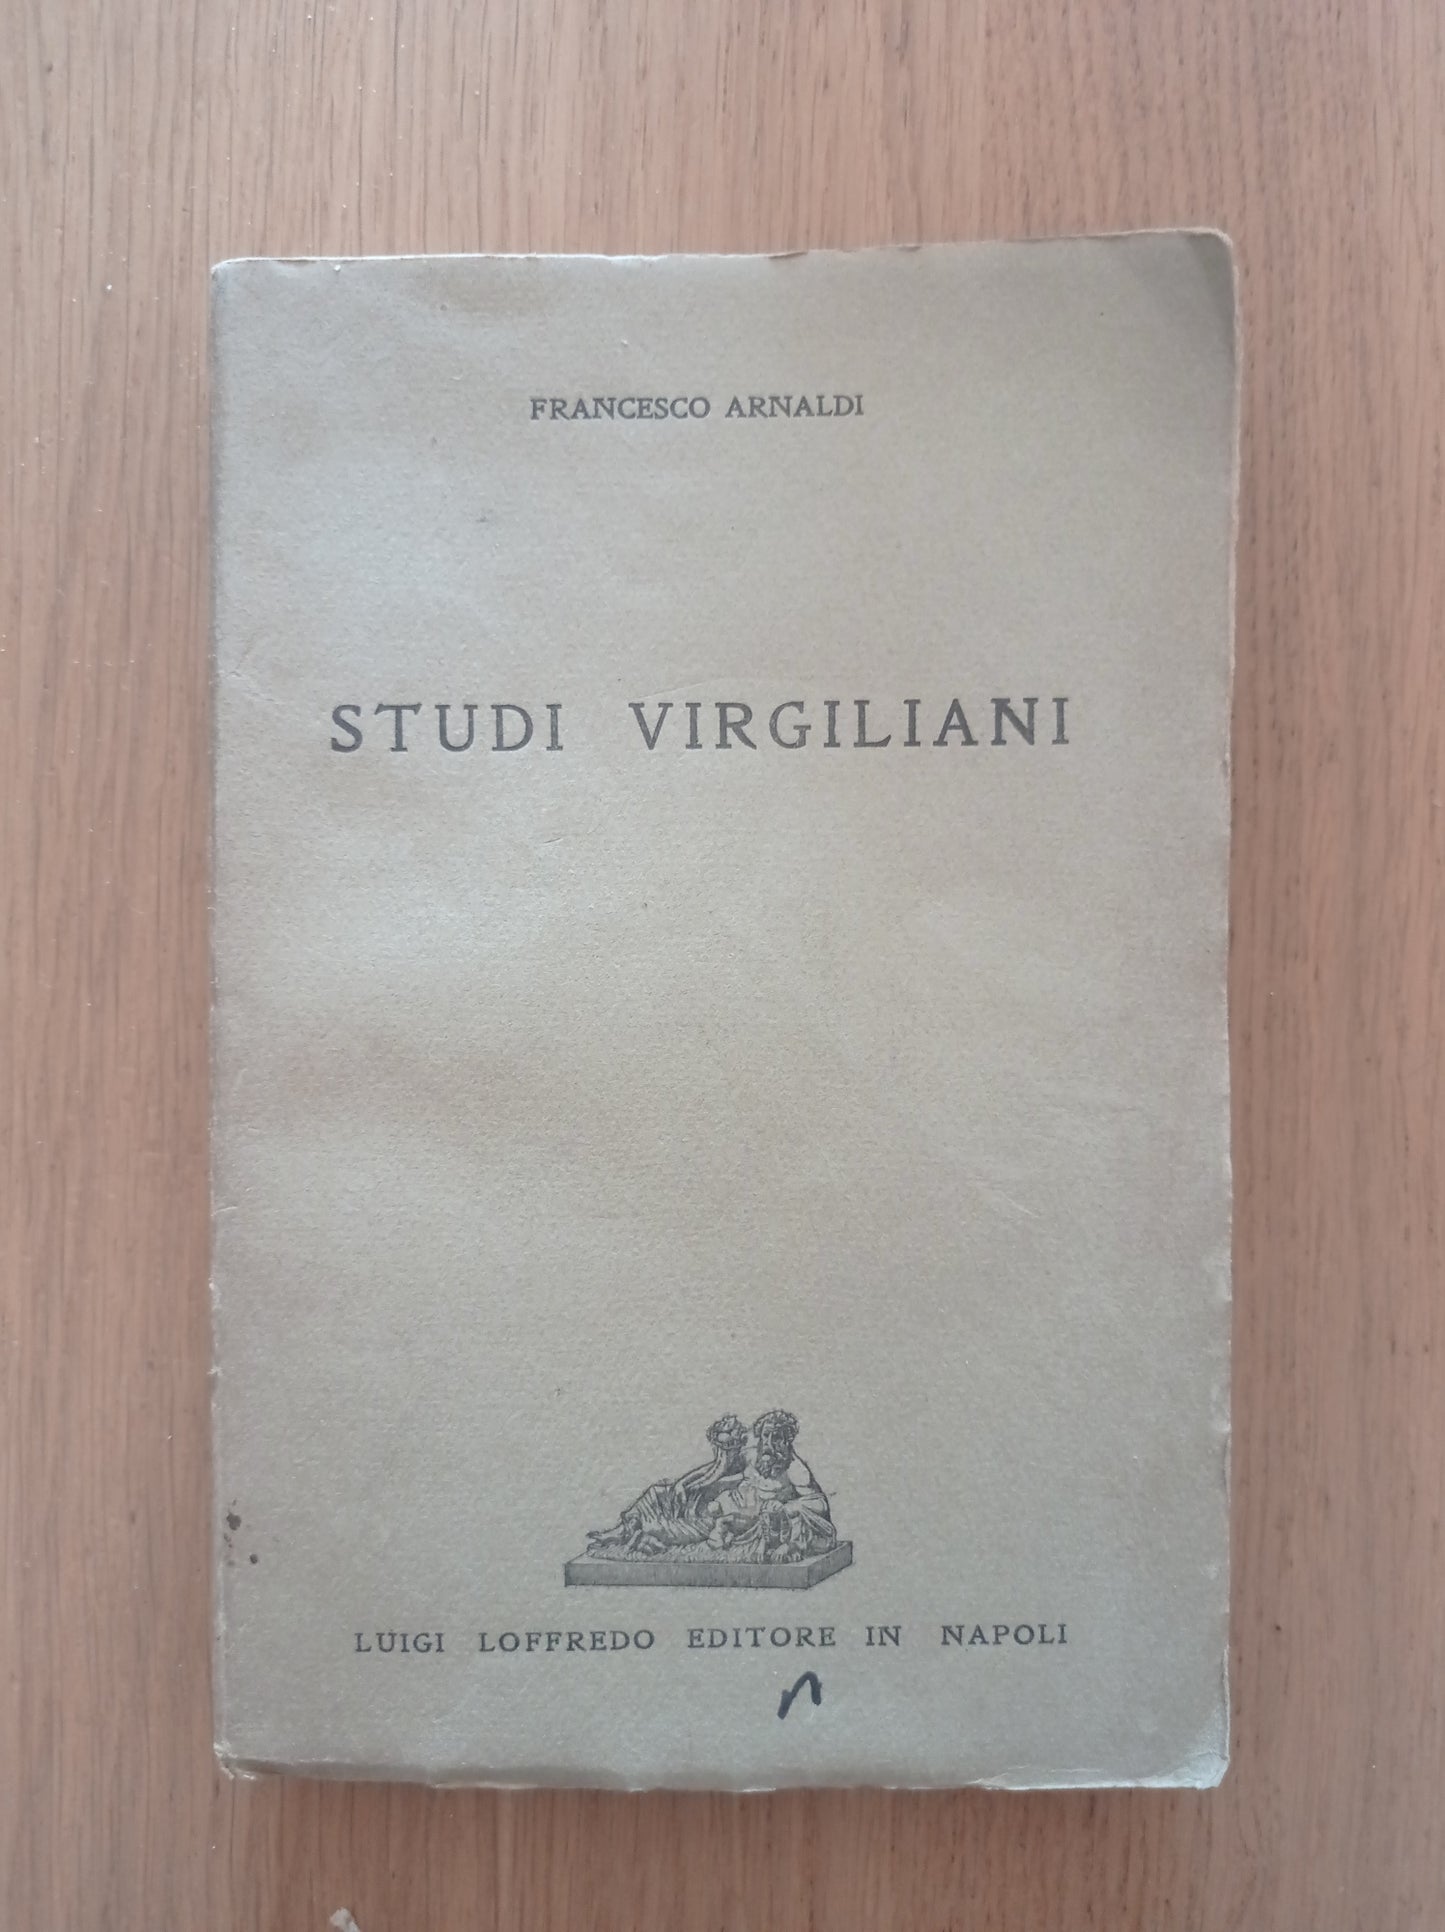 FRANCESCO ARNALDI
STUDI VIRGILIANI
LUIGI LOFFREDO EDITORE IN NAPOLI
n